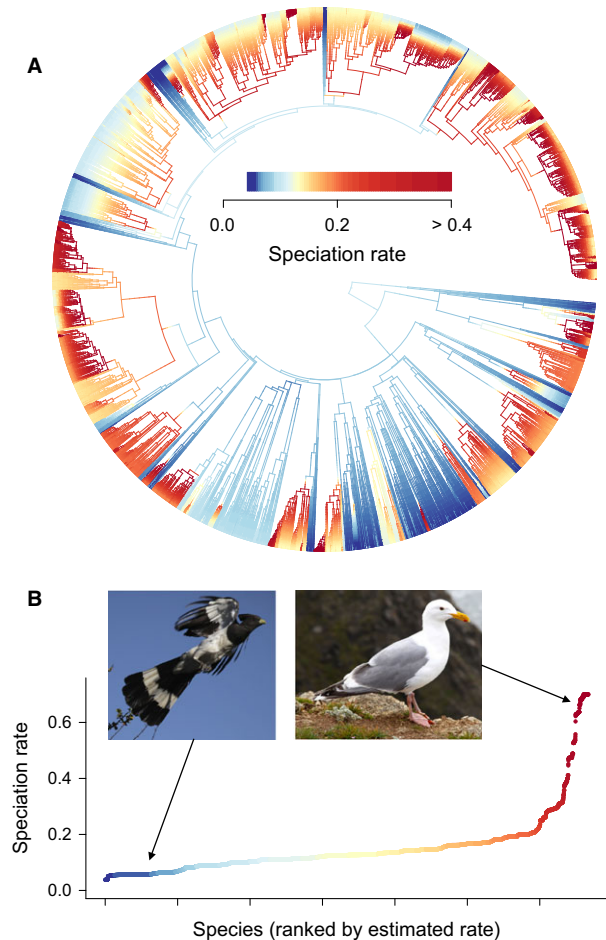 A
0.0
0.2
> 0.4
Speciation rate
B
Speciation rate
0.6
0.4
0.2
0.0
Species (ranked by estimated rate)